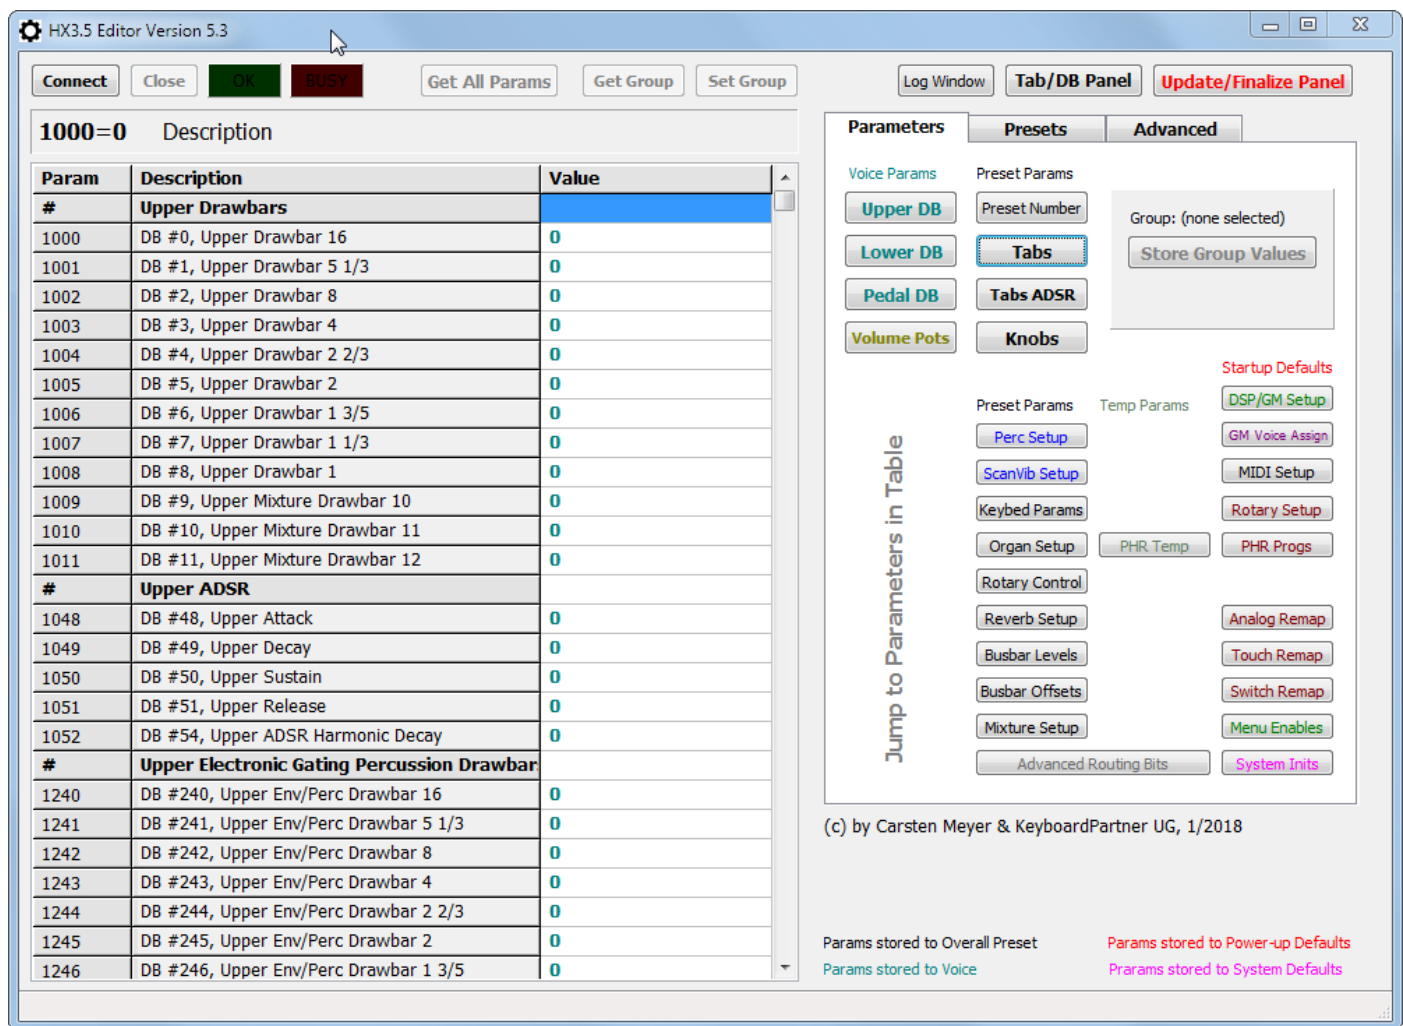 HX3.5 Editor Version 5.3
Connect Close OK BUSY Get All Params Get Group Set Group Log Window Tab/DB Panel Update/Finalize Panel
1000=0 Description
Param Description Value
# Upper Drawbars
1000 DB #0, Upper Drawbar 16 0
1001 DB #1, Upper Drawbar 5 1/3 0
1002 DB #2, Upper Drawbar 8 0
1003 DB #3, Upper Drawbar 4 0
1004 DB #4, Upper Drawbar 2 2/3 0
1005 DB #5, Upper Drawbar 2 0
1006 DB #6, Upper Drawbar 1 3/5 0
1007 DB #7, Upper Drawbar 1 1/3 0
1008 DB #8, Upper Drawbar 1 0
1009 DB #9, Upper Mixture Drawbar 10 0
1010 DB #10, Upper Mixture Drawbar 11 0
1011 DB #11, Upper Mixture Drawbar 12 0
# Upper ADSR
1048 DB #48, Upper Attack 0
1049 DB #49, Upper Decay 0
1050 DB #50, Upper Sustain 0
1051 DB #51, Upper Release 0
1052 DB #54, Upper ADSR Harmonic Decay 0
# Upper Electronic Gating Percussion Drawbar
1240 DB #240, Upper Env/Perc Drawbar 16 0
1241 DB #241, Upper Env/Perc Drawbar 5 1/3 0
1242 DB #242, Upper Env/Perc Drawbar 8 0
1243 DB #243, Upper Env/Perc Drawbar 4 0
1244 DB #244, Upper Env/Perc Drawbar 2 2/3 0
1245 DB #245, Upper Env/Perc Drawbar 2 0
1246 DB #246, Upper Env/Perc Drawbar 1 3/5 0
Parameters Presets Advanced
Voice Params Preset Params
Upper DB Preset Number
Group: (none selected)
Lower DB Tabs Store Group Values
Pedal DB Tabs ADSR
Volume Pots Knobs
Startup Defaults
Preset Params Temp Params DSP/GM Setup
Perc Setup GM Voice Assign
ScanVib Setup MIDI Setup
Keybed Params Rotary Setup
Organ Setup PHR Temp PHR Progs
Rotary Control
Reverb Setup Analog Remap
Busbar Levels Touch Remap
Busbar Offsets Switch Remap
Mixture Setup Menu Enables
Advanced Routing Bits System Inits
Jump to Parameters in Table
(c) by Carsten Meyer & KeyboardPartner UG, 1/2018
Params stored to Overall Preset Params stored to Power-up Defaults
Params stored to Voice Prarams stored to System Defaults